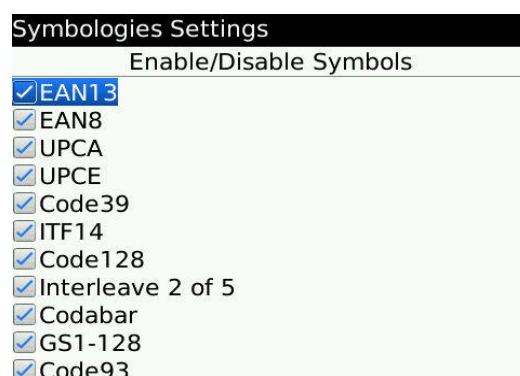 Symbologies Settings
Enable/Disable Symbols
EAN13
EAN8
UPCA
UPCE
Code39
ITF14
Code128
Interleave 2 of 5
Codabar
GS1-128
Code93